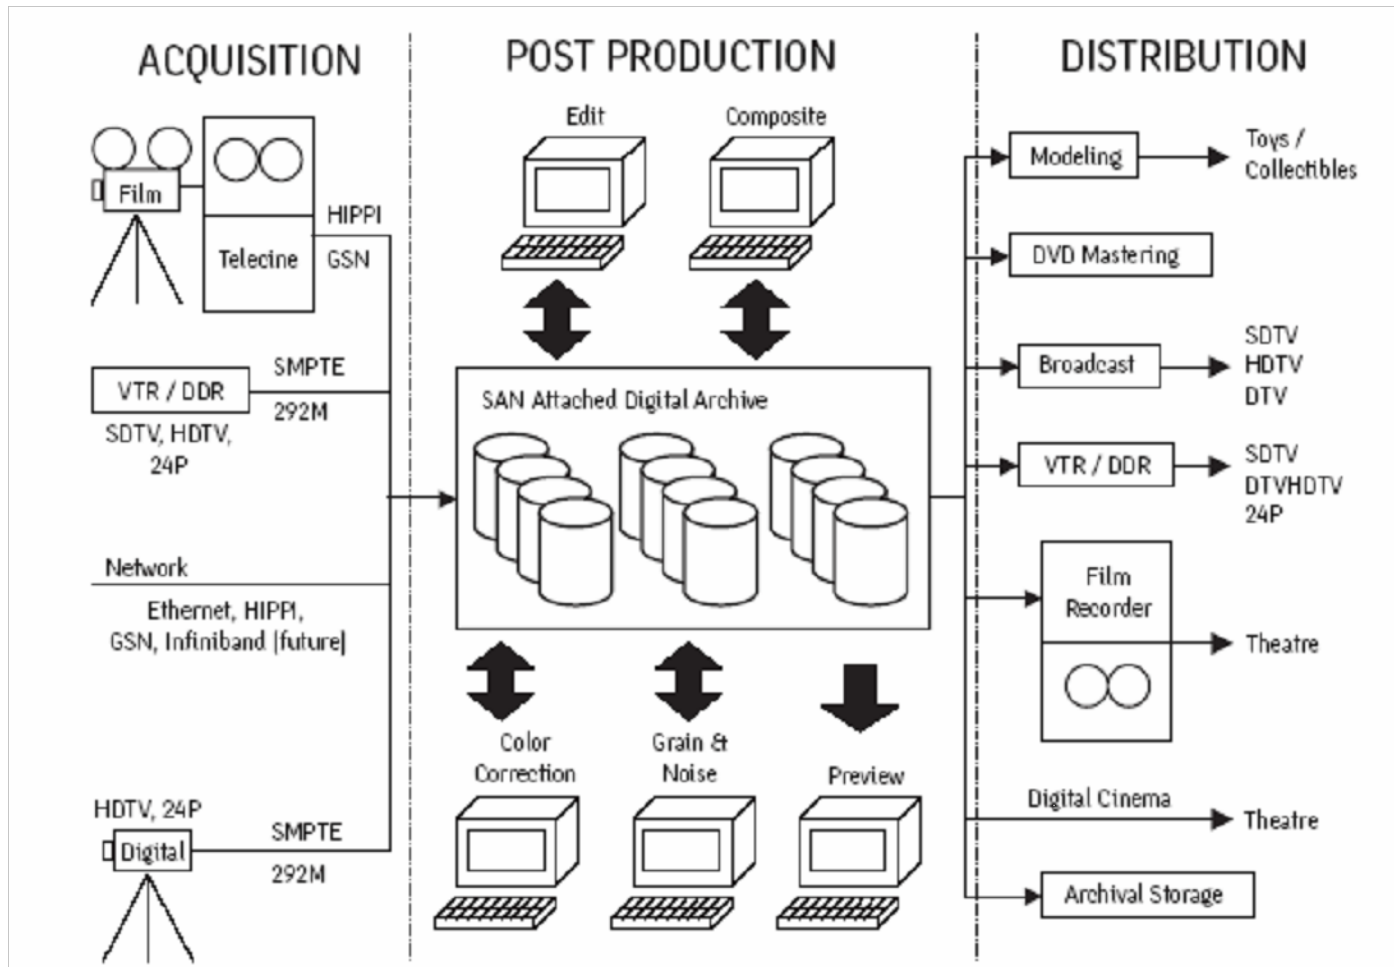 ACQUISITION
POST PRODUCTION
DISTRIBUTION
Film
Telecine
HIPPI
GSN
VTR / DDR
SMPTE
292M
SDTV, HDTV,
24P
Network
Ethernet, HIPPI,
GSN, Infiniband |future|
HDTV, 24P
Digital
SMPTE
292M
Edit
Composite
SAN Attached Digital Archive
Color
Correction
Grain &
Noise
Preview
Modeling
Toys /
Collectibles
DVD Mastering
Broadcast
SDTV
HDTV
DTV
VTR / DDR
SDTV
DTVHDTV
24P
Film
Recorder
Theatre
Digital Cinema
Theatre
Archival Storage